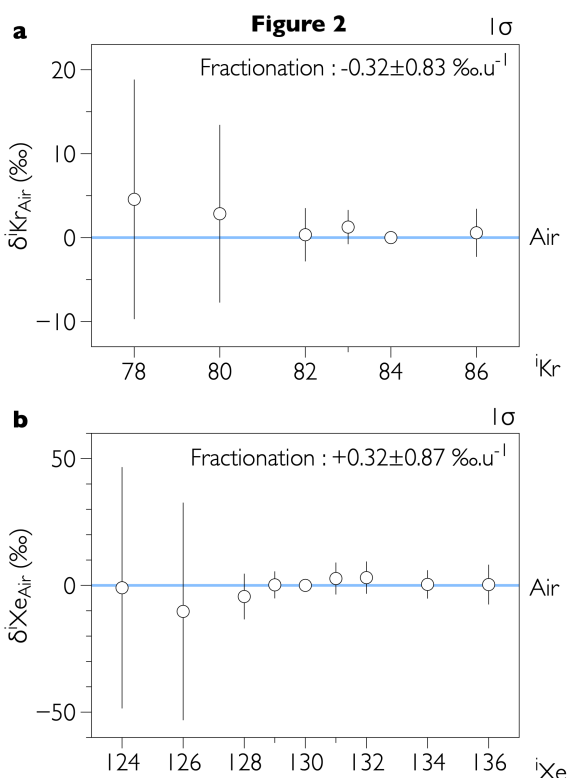 Figure 2
a
1σ
Fractionation : -0.32±0.83 ‰.u-1
20
10
0
−10
δiKrAir (‰)
Air
78 80 82 84 86
iKr
b
1σ
Fractionation : +0.32±0.87 ‰.u-1
50
0
−50
δiXeAir (‰)
Air
124 126 128 130 132 134 136
iXe